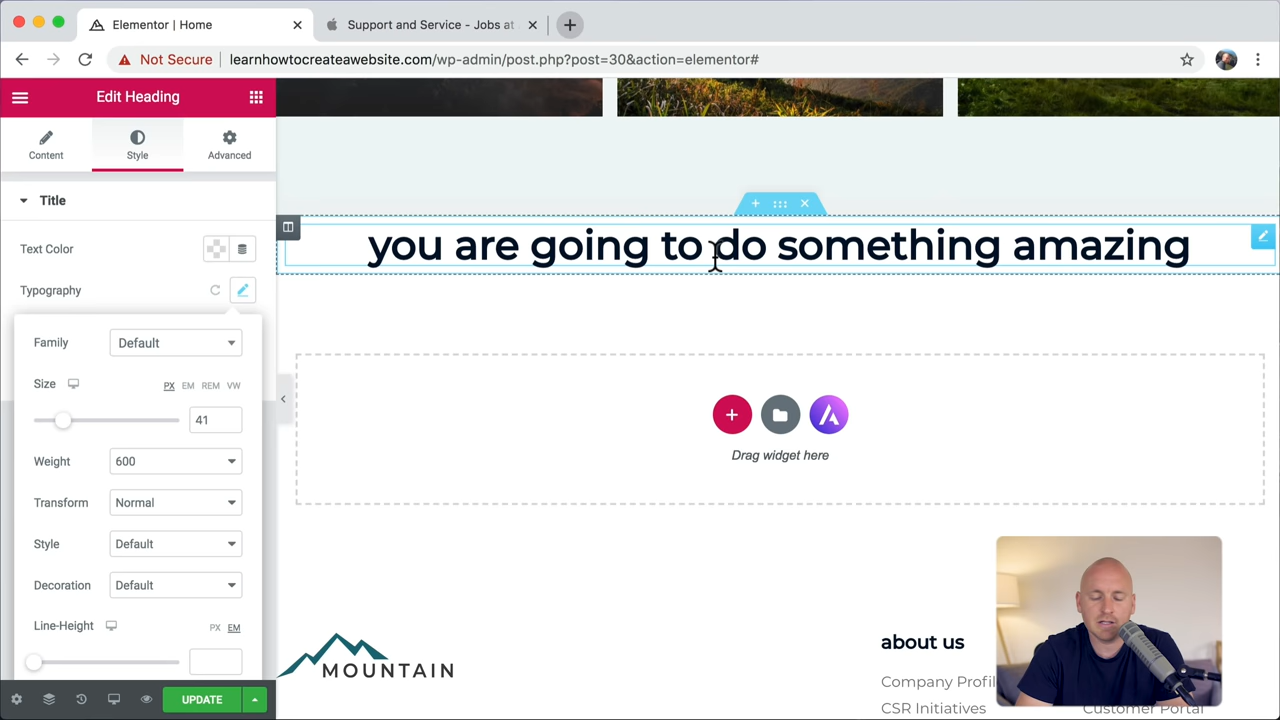 Elementor | Home
Support and Service - Jobs at
Not Secure
learnhowtocreateawebsite.com/wp-admin/post.php?post=30&action=elementor#
Edit Heading
Content
Style
Advanced
Title
Text Color
Typography
Family
Default
Size
PX EM REM VW
41
Weight
600
Transform
Normal
Style
Default
Decoration
Default
Line-Height
PX EM
UPDATE
you are going to do something amazing
Drag widget here
MOUNTAIN
about us
Company Profil
CSR Initiatives
Customer Portal